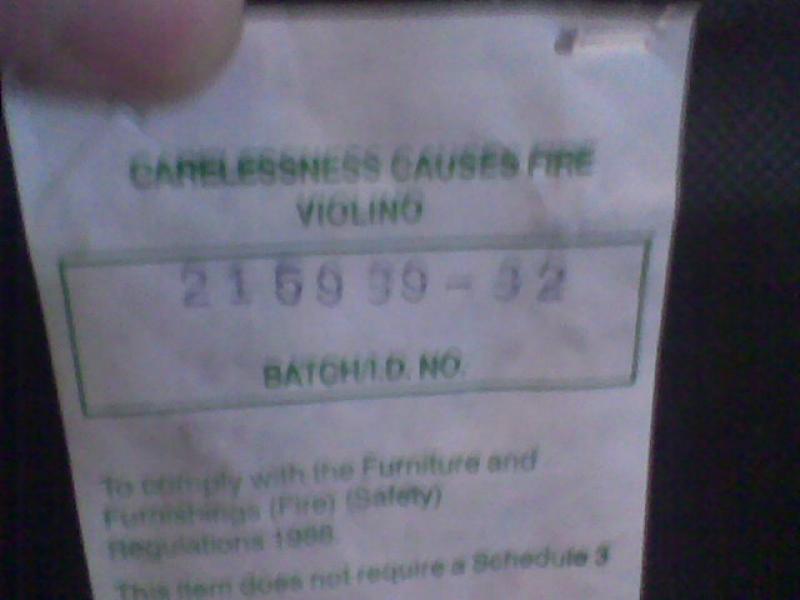 CARELESSNESS CAUSES FIRE
VIOLINO
215999-32
BATCH/I.D. NO.
To comply with the Furniture and
Furnishings (Fire) (Safety)
Regulations 1988.
This item does not require a Schedule 3